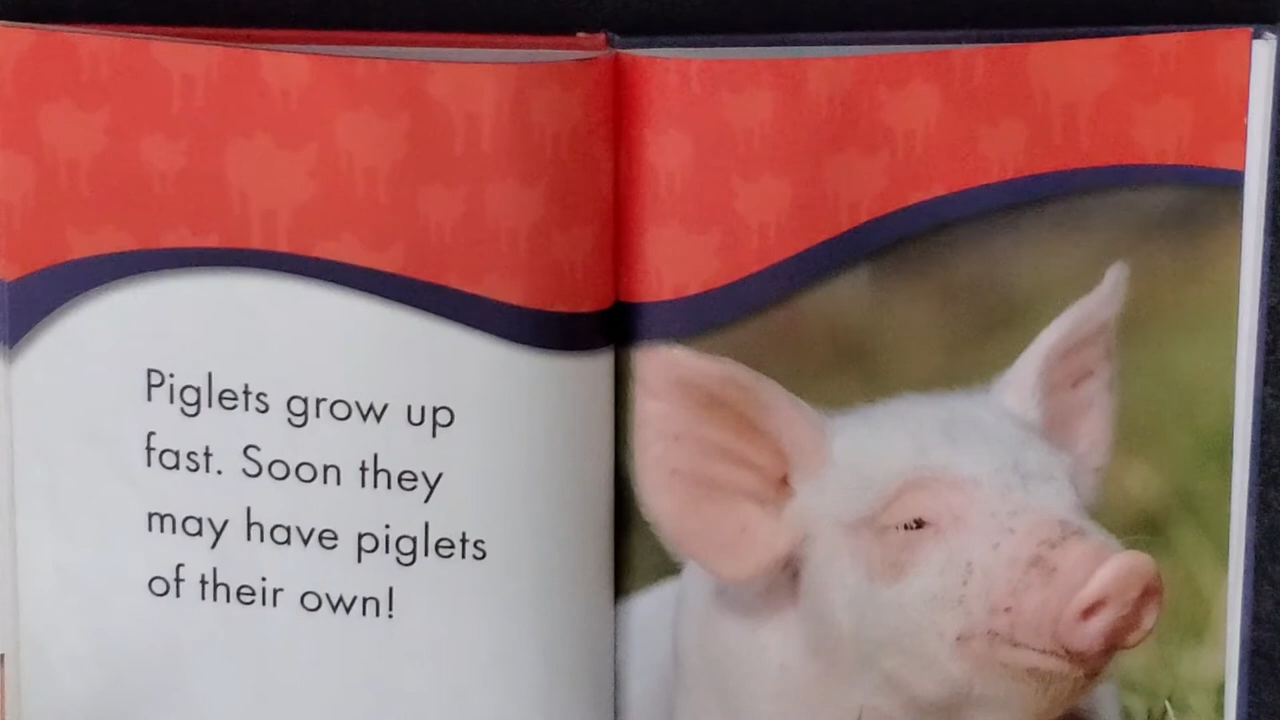 Piglets grow up
fast. Soon they
may have piglets
of their own!